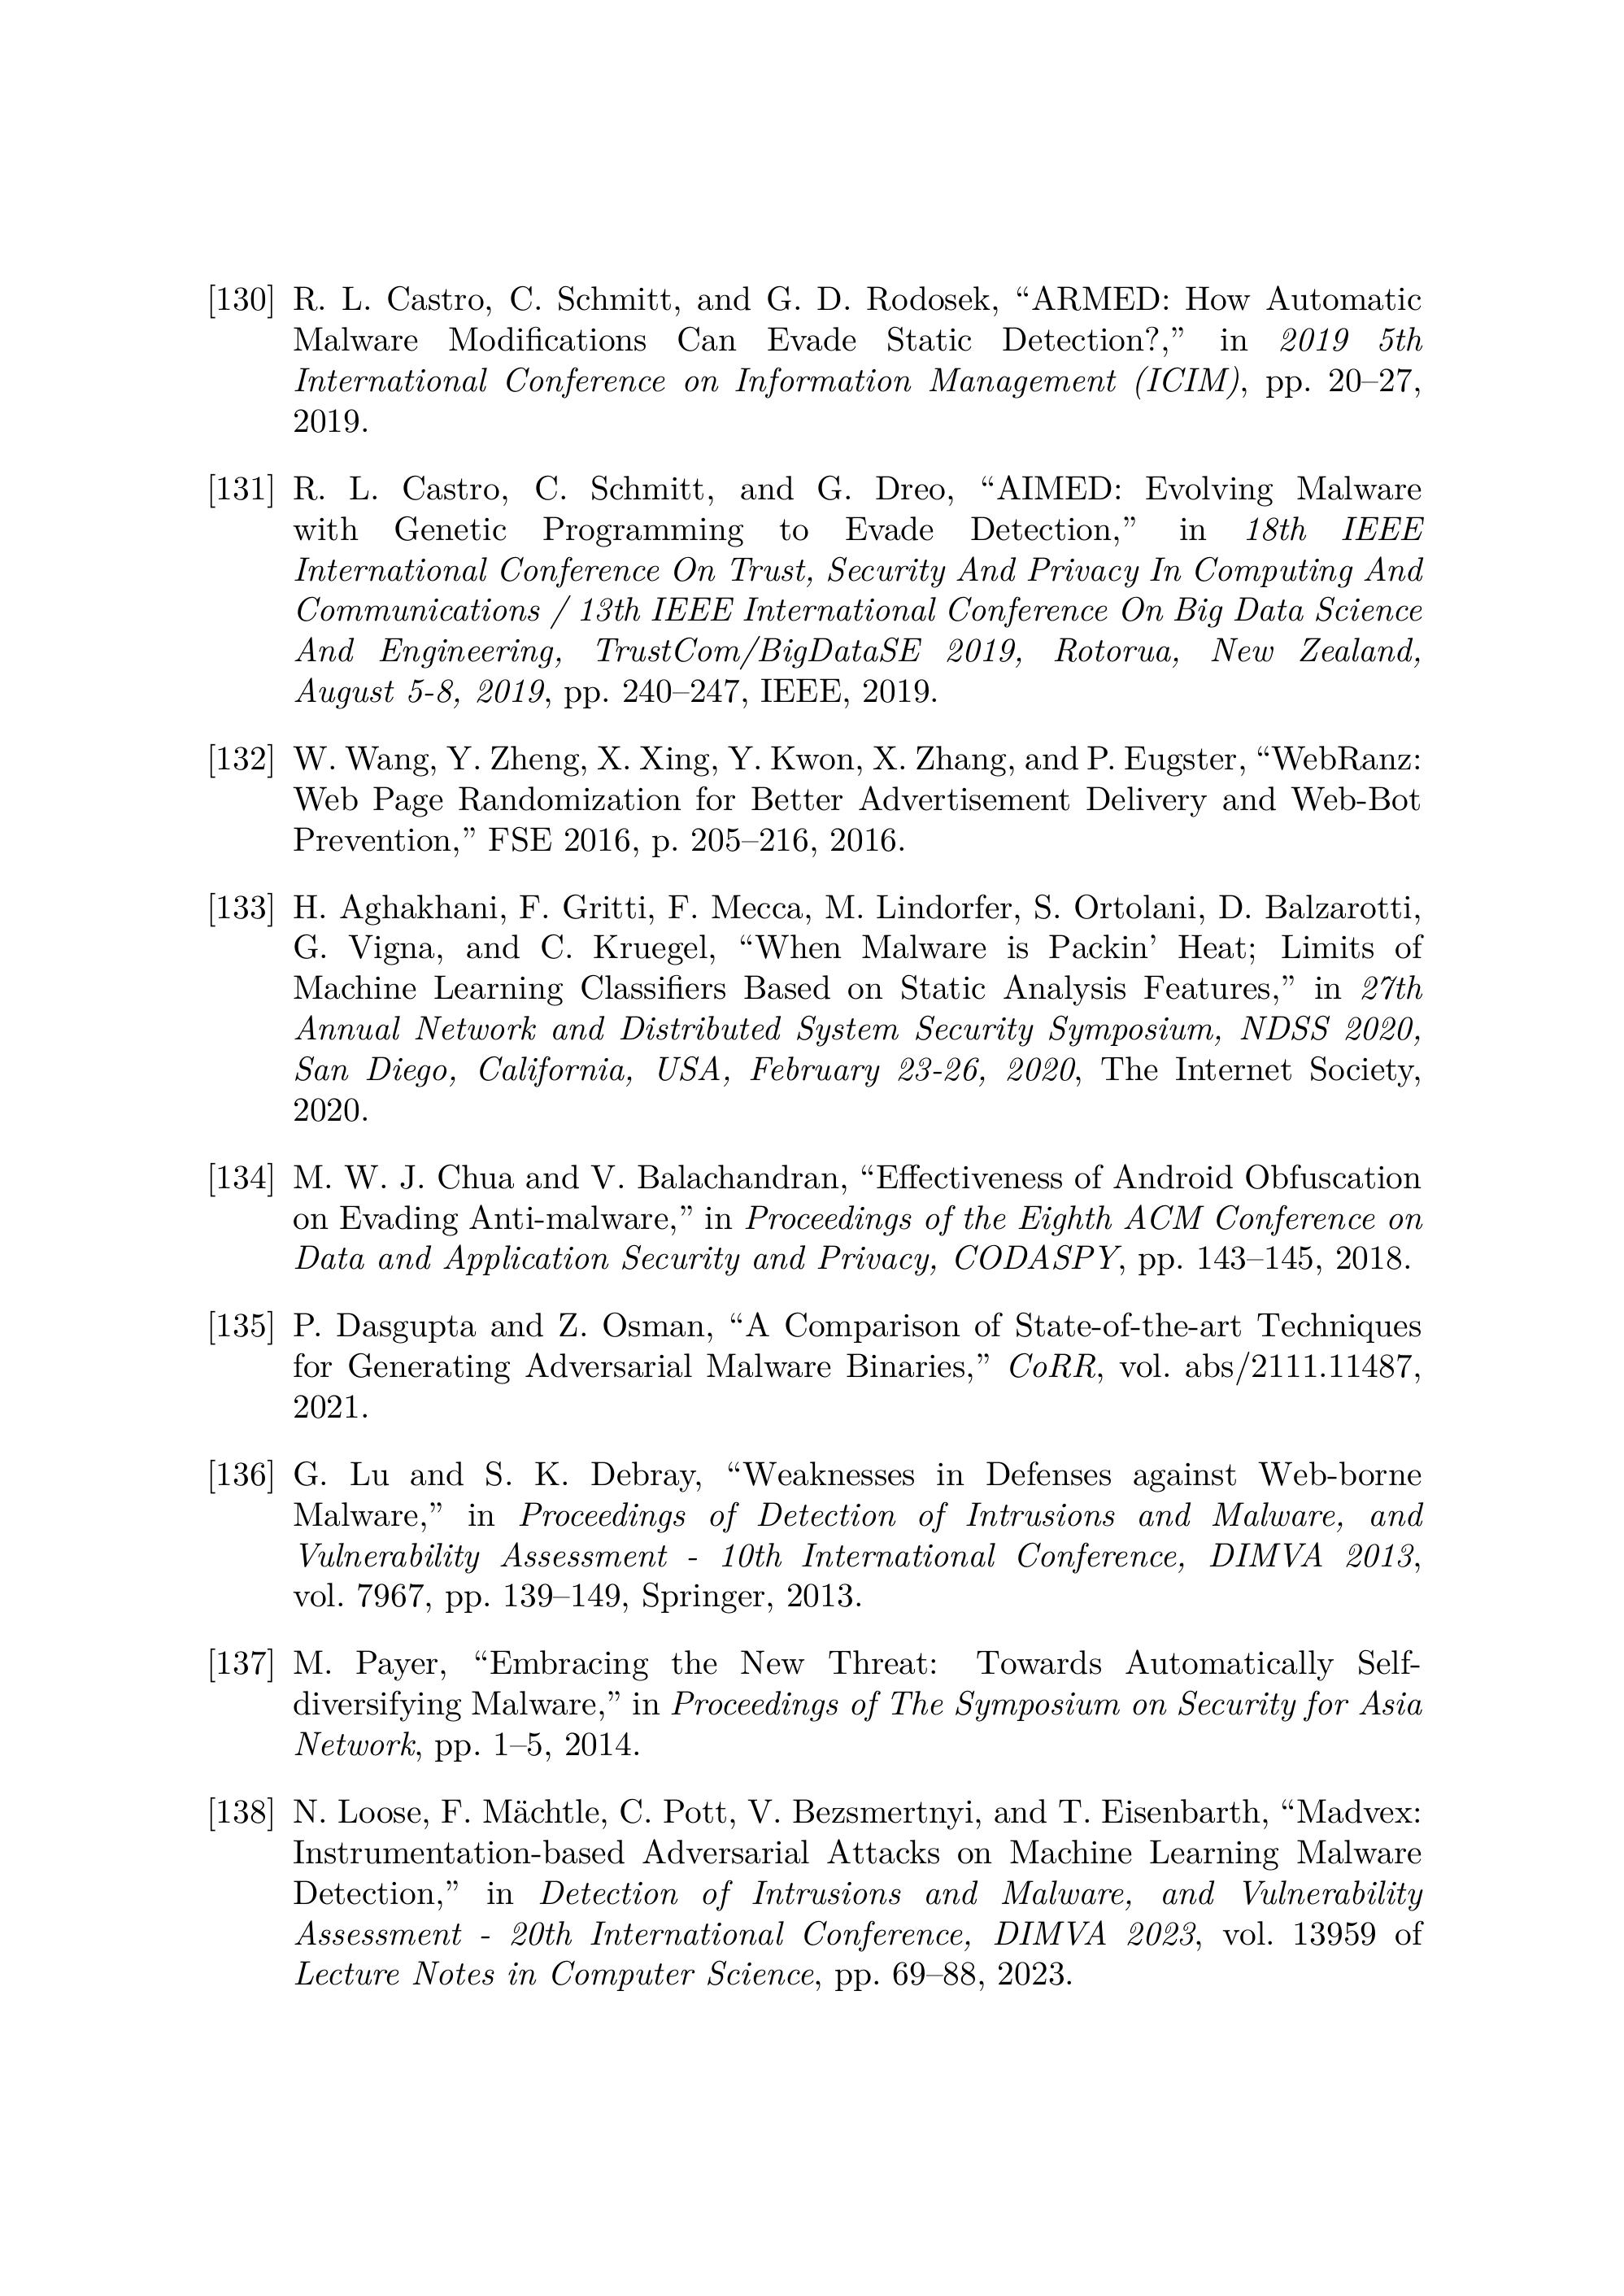 [130] R. L. Castro, C. Schmitt, and G. D. Rodosek, “ARMED: How Automatic
Malware Modifications Can Evade Static Detection?,” in 2019 5th
International Conference on Information Management (ICIM), pp. 20–27,
2019.
[131] R. L. Castro, C. Schmitt, and G. Dreo, “AIMED: Evolving Malware
with Genetic Programming to Evade Detection,” in 18th IEEE
International Conference On Trust, Security And Privacy In Computing And
Communications / 13th IEEE International Conference On Big Data Science
And Engineering, TrustCom/BigDataSE 2019, Rotorua, New Zealand,
August 5-8, 2019, pp. 240–247, IEEE, 2019.
[132] W. Wang, Y. Zheng, X. Xing, Y. Kwon, X. Zhang, and P. Eugster, “WebRanz:
Web Page Randomization for Better Advertisement Delivery and Web-Bot
Prevention,” FSE 2016, p. 205–216, 2016.
[133] H. Aghakhani, F. Gritti, F. Mecca, M. Lindorfer, S. Ortolani, D. Balzarotti,
G. Vigna, and C. Kruegel, “When Malware is Packin’ Heat; Limits of
Machine Learning Classifiers Based on Static Analysis Features,” in 27th
Annual Network and Distributed System Security Symposium, NDSS 2020,
San Diego, California, USA, February 23-26, 2020, The Internet Society,
2020.
[134] M. W. J. Chua and V. Balachandran, “Effectiveness of Android Obfuscation
on Evading Anti-malware,” in Proceedings of the Eighth ACM Conference on
Data and Application Security and Privacy, CODASPY, pp. 143–145, 2018.
[135] P. Dasgupta and Z. Osman, “A Comparison of State-of-the-art Techniques
for Generating Adversarial Malware Binaries,” CoRR, vol. abs/2111.11487,
2021.
[136] G. Lu and S. K. Debray, “Weaknesses in Defenses against Web-borne
Malware,” in Proceedings of Detection of Intrusions and Malware, and
Vulnerability Assessment - 10th International Conference, DIMVA 2013,
vol. 7967, pp. 139–149, Springer, 2013.
[137] M. Payer, “Embracing the New Threat: Towards Automatically Self-
diversifying Malware,” in Proceedings of The Symposium on Security for Asia
Network, pp. 1–5, 2014.
[138] N. Loose, F. Mächtle, C. Pott, V. Bezsmertnyi, and T. Eisenbarth, “Madvex:
Instrumentation-based Adversarial Attacks on Machine Learning Malware
Detection,” in Detection of Intrusions and Malware, and Vulnerability
Assessment - 20th International Conference, DIMVA 2023, vol. 13959 of
Lecture Notes in Computer Science, pp. 69–88, 2023.